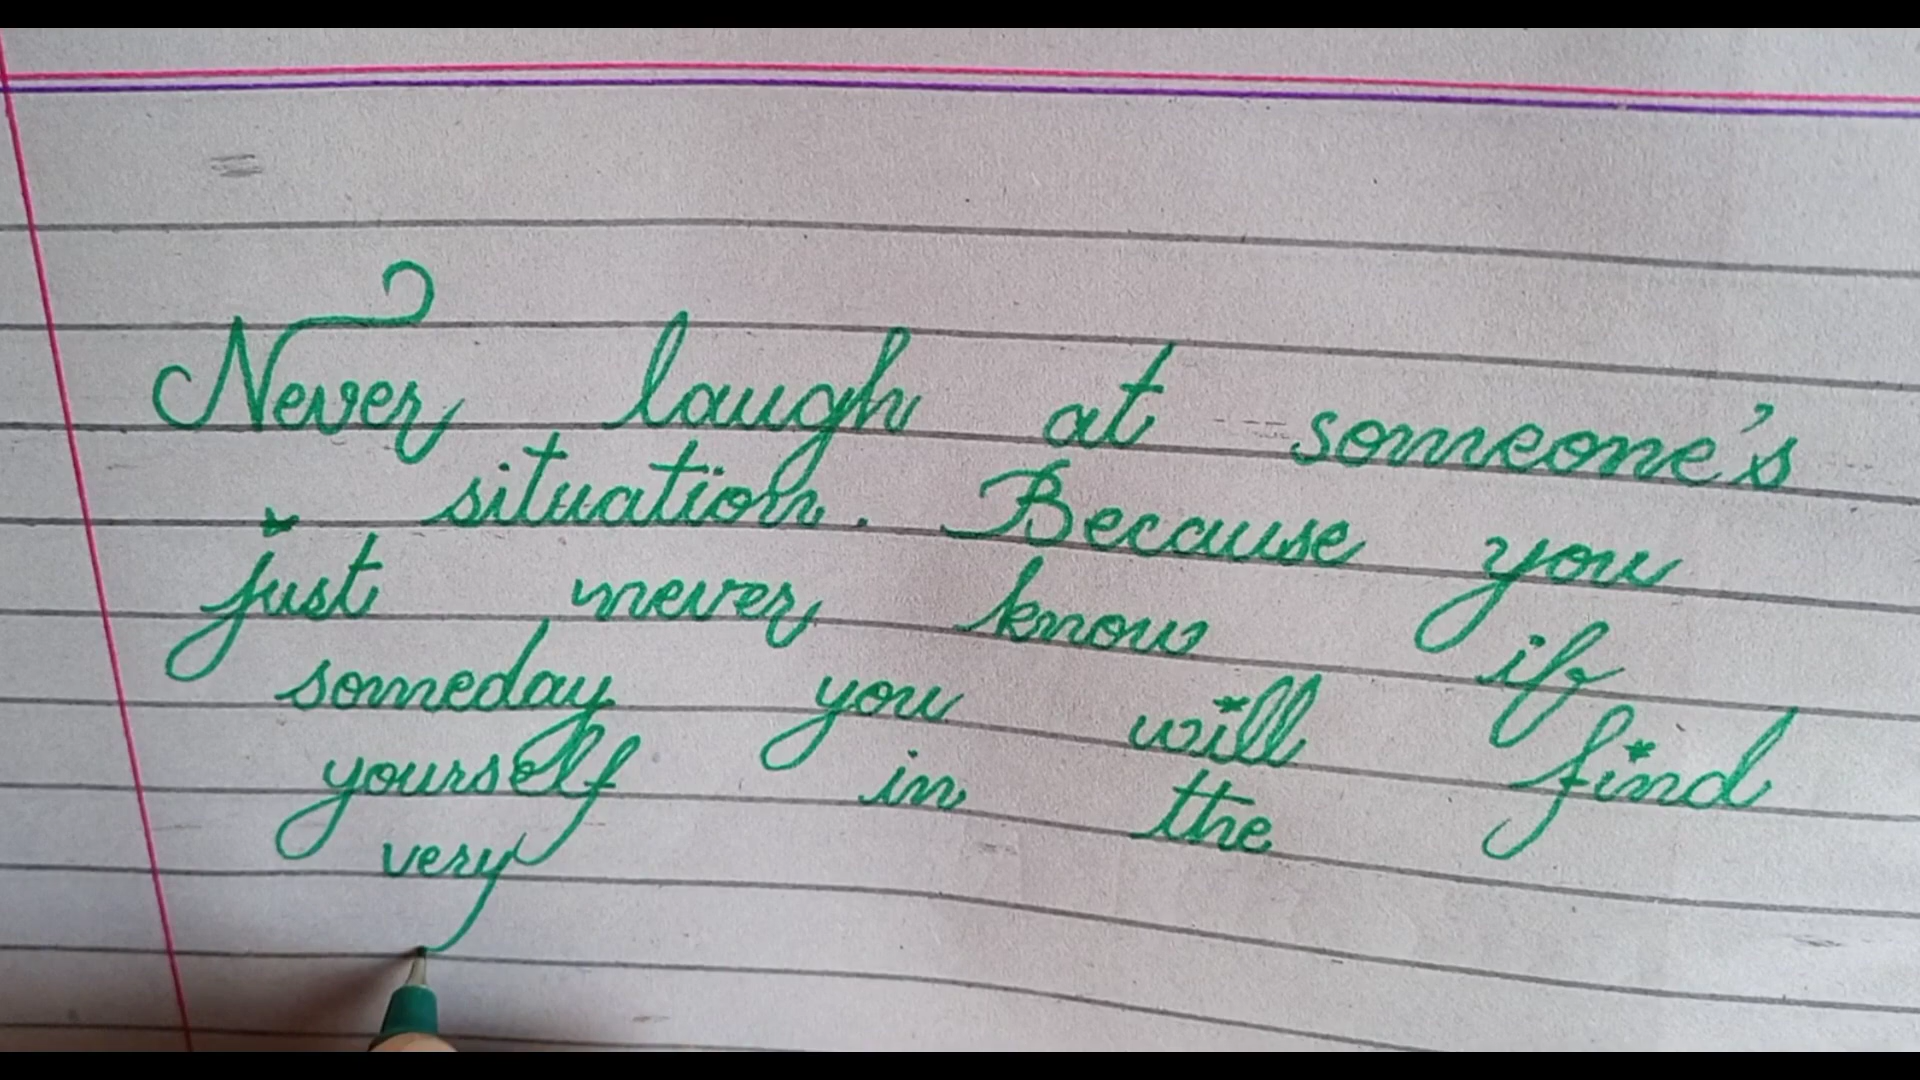 Never laugh at someone's
situation. Because you
just never know if
someday you will find
yourself in the
very